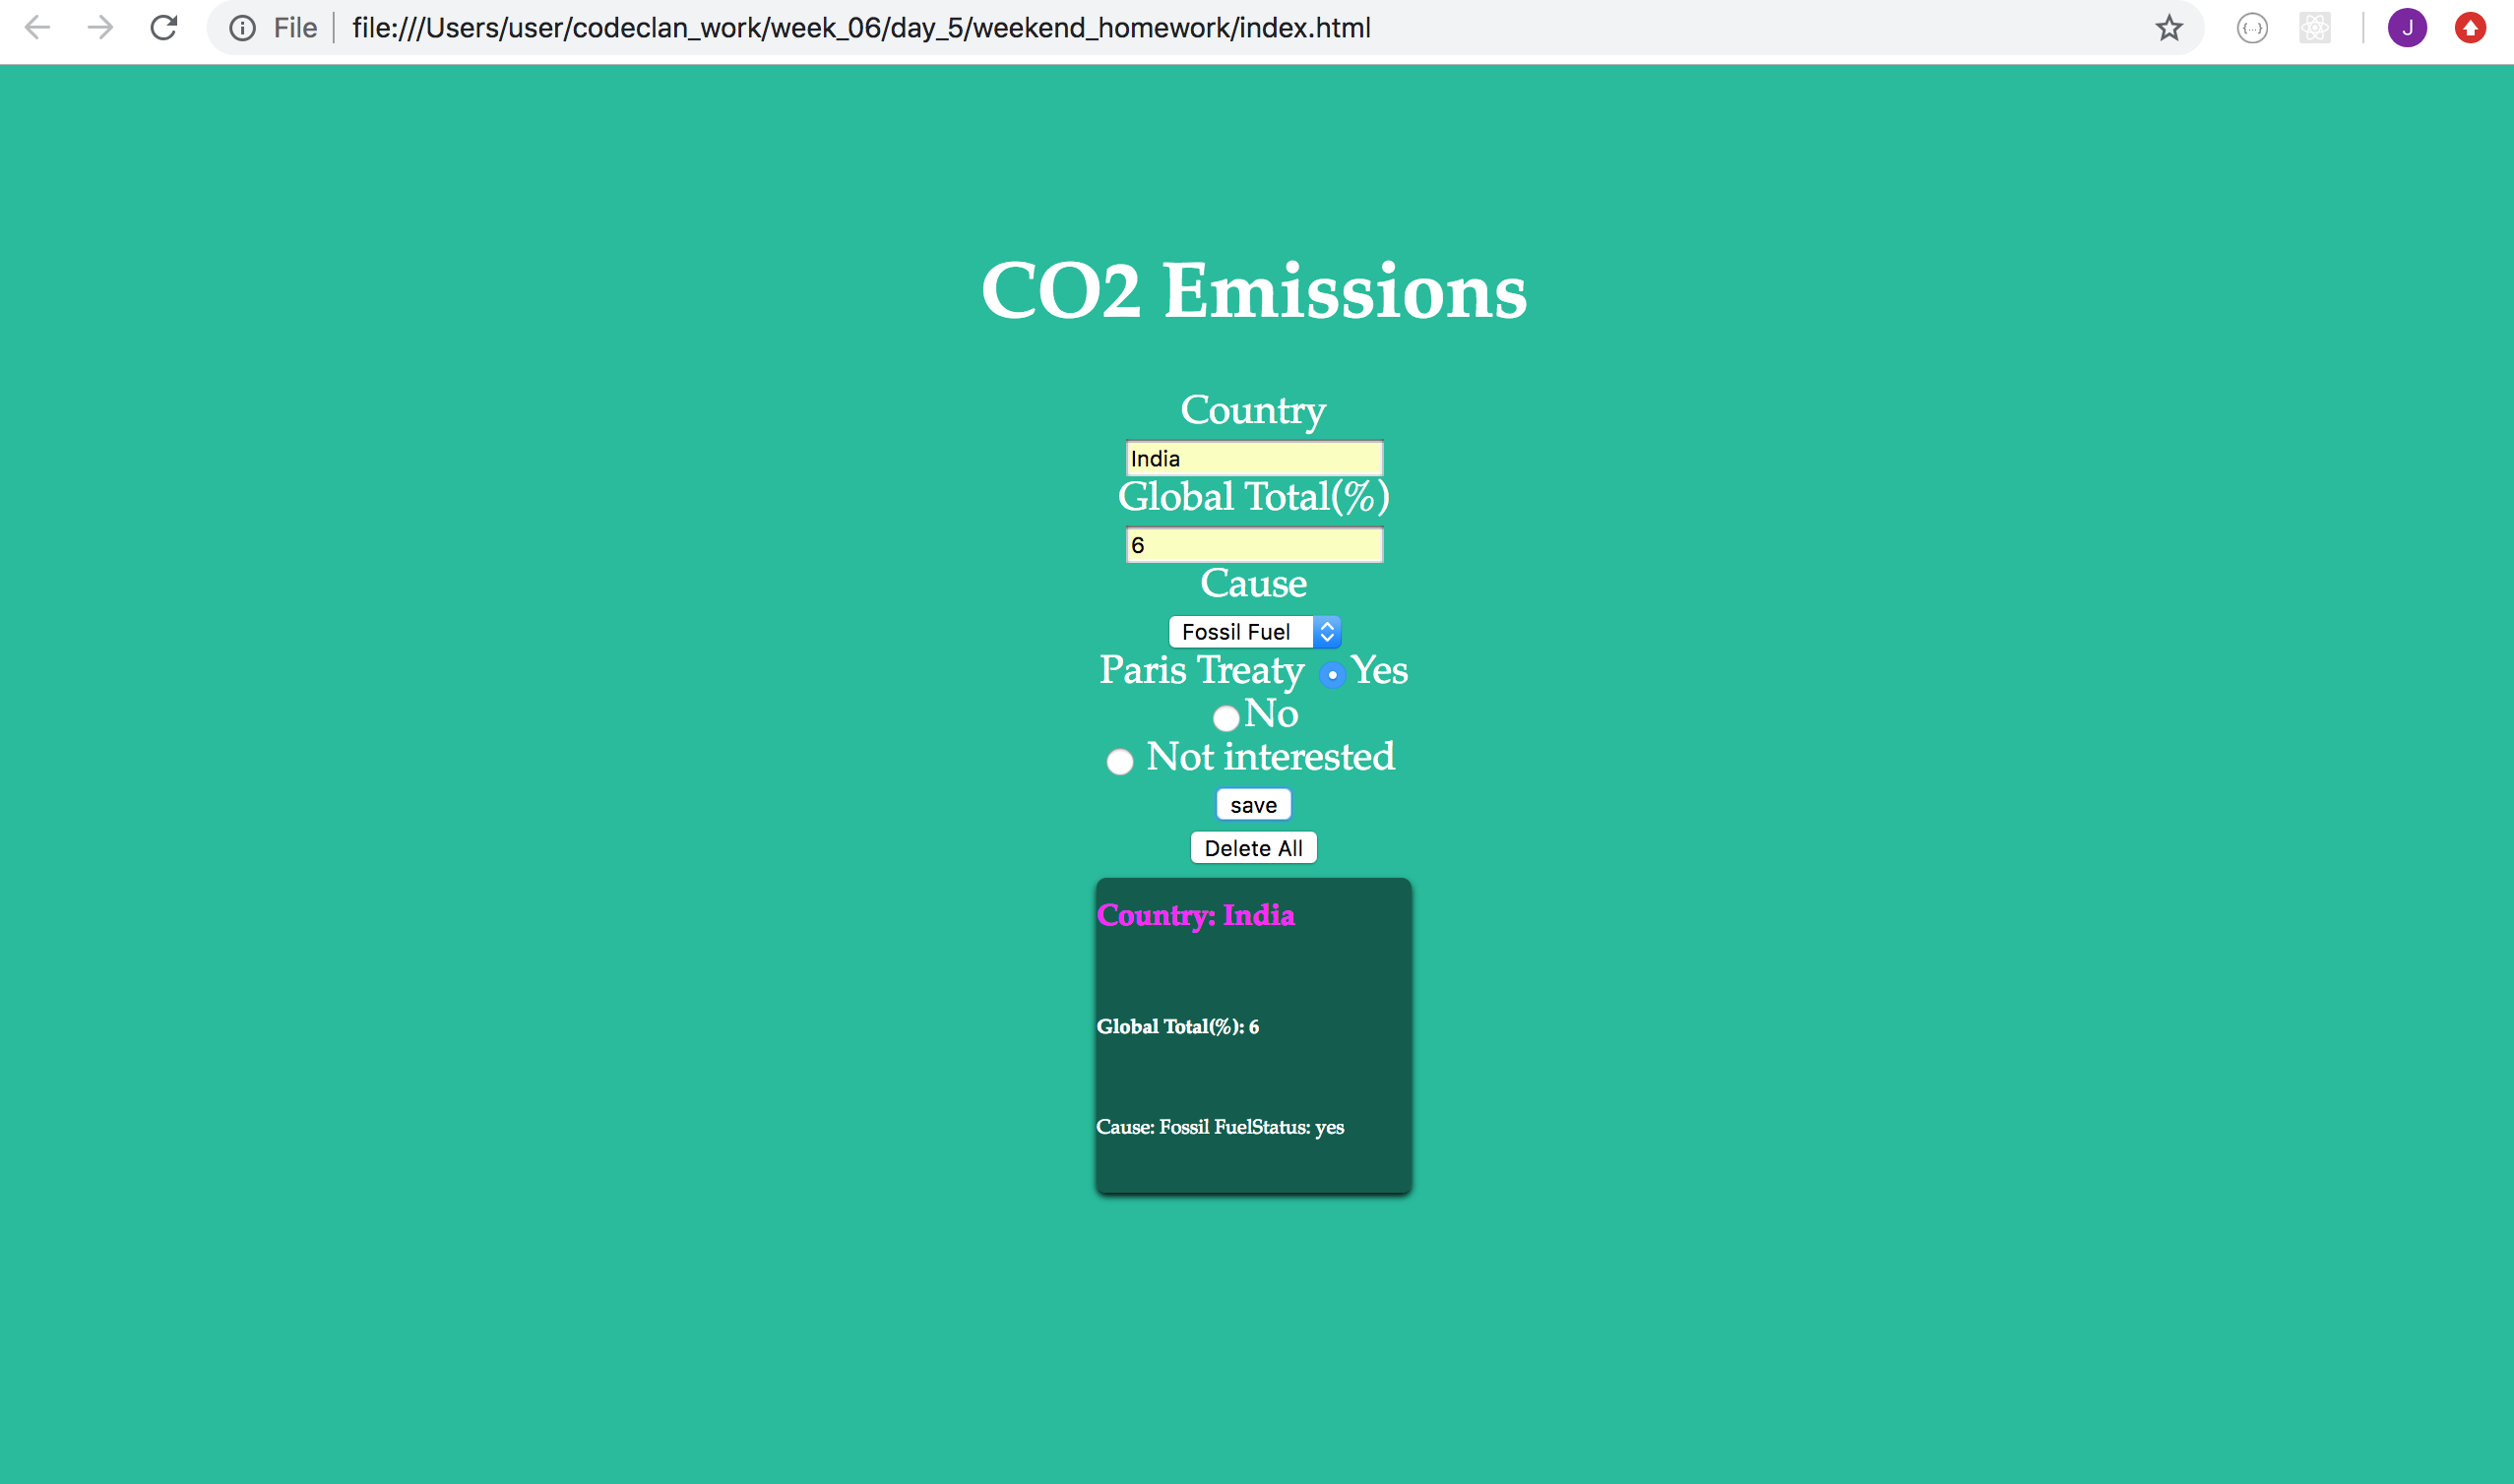 File file:///Users/user/codeclan_work/week_06/day_5/weekend_homework/index.html {...} J
CO2 Emissions
Country
India
Global Total(%)
6
Cause
Fossil Fuel
Paris Treaty Yes
No
Not interested
save
Delete All
Country: India
Global Total(%): 6
Cause: Fossil FuelStatus: yes